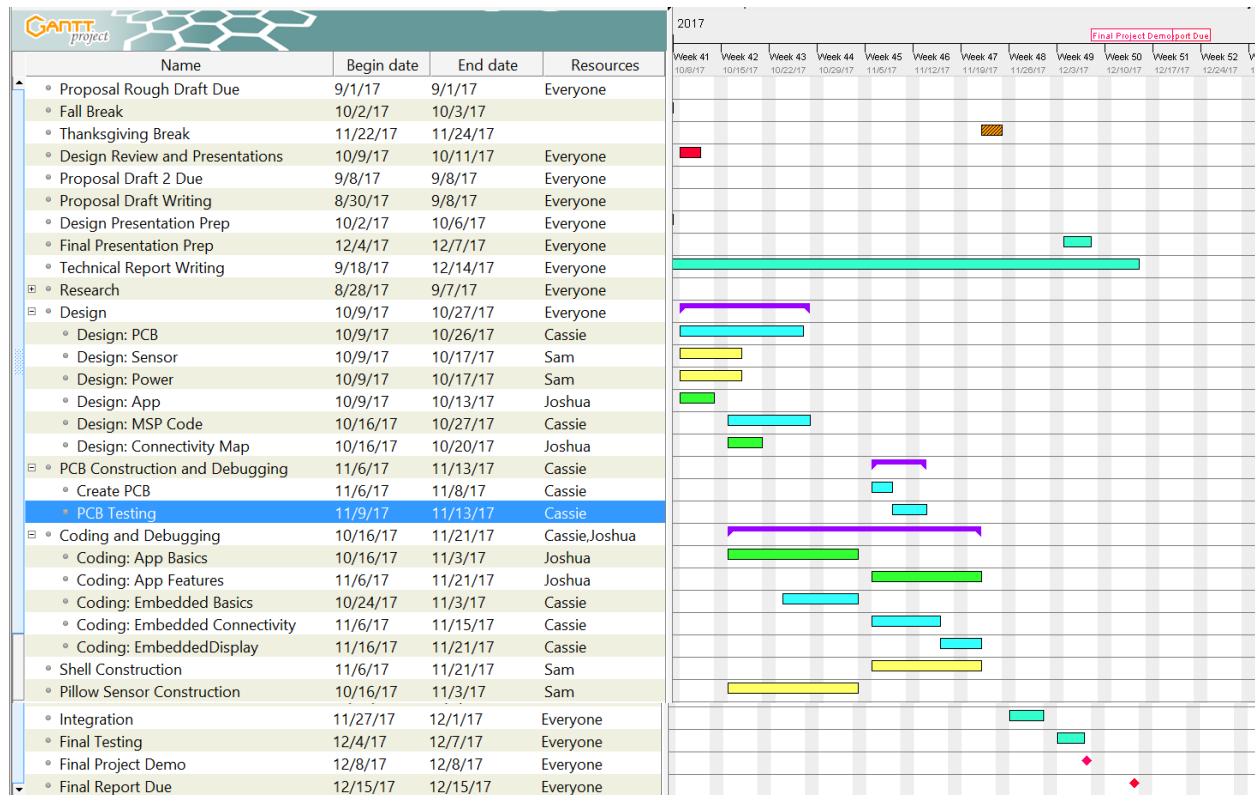 GANTT
project
2017
Final Project Demo port Due
Week 41 Week 42 Week 43 Week 44 Week 45 Week 46 Week 47 Week 48 Week 49 Week 50 Week 51 Week 52
10/8/17 10/15/17 10/22/17 10/29/17 11/5/17 11/12/17 11/19/17 11/26/17 12/3/17 12/10/17 12/17/17 12/24/17
Name Begin date End date Resources
Proposal Rough Draft Due 9/1/17 9/1/17 Everyone
Fall Break 10/2/17 10/3/17
Thanksgiving Break 11/22/17 11/24/17
Design Review and Presentations 10/9/17 10/11/17 Everyone
Proposal Draft 2 Due 9/8/17 9/8/17 Everyone
Proposal Draft Writing 8/30/17 9/8/17 Everyone
Design Presentation Prep 10/2/17 10/6/17 Everyone
Final Presentation Prep 12/4/17 12/7/17 Everyone
Technical Report Writing 9/18/17 12/14/17 Everyone
Research 8/28/17 9/7/17 Everyone
Design 10/9/17 10/27/17 Everyone
Design: PCB 10/9/17 10/26/17 Cassie
Design: Sensor 10/9/17 10/17/17 Sam
Design: Power 10/9/17 10/17/17 Sam
Design: App 10/9/17 10/13/17 Joshua
Design: MSP Code 10/16/17 10/27/17 Cassie
Design: Connectivity Map 10/16/17 10/20/17 Joshua
PCB Construction and Debugging 11/6/17 11/13/17 Cassie
Create PCB 11/6/17 11/8/17 Cassie
PCB Testing 11/9/17 11/13/17 Cassie
Coding and Debugging 10/16/17 11/21/17 Cassie,Joshua
Coding: App Basics 10/16/17 11/3/17 Joshua
Coding: App Features 11/6/17 11/21/17 Joshua
Coding: Embedded Basics 10/24/17 11/3/17 Cassie
Coding: Embedded Connectivity 11/6/17 11/15/17 Cassie
Coding: EmbeddedDisplay 11/16/17 11/21/17 Cassie
Shell Construction 11/6/17 11/21/17 Sam
Pillow Sensor Construction 10/16/17 11/3/17 Sam
Integration 11/27/17 12/1/17 Everyone
Final Testing 12/4/17 12/7/17 Everyone
Final Project Demo 12/8/17 12/8/17 Everyone
Final Report Due 12/15/17 12/15/17 Everyone